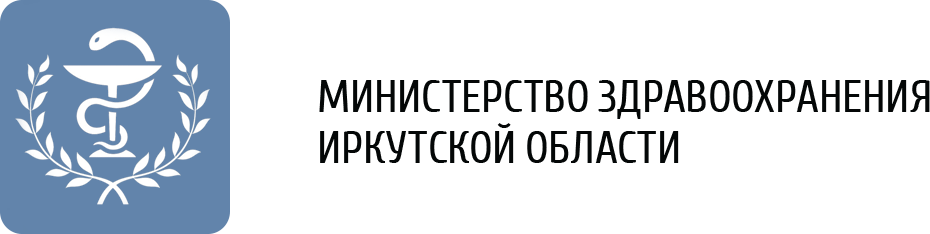 МИНИСТЕРСТВО ЗДРАВООХРАНЕНИЯ
ИРКУТСКОЙ ОБЛАСТИ